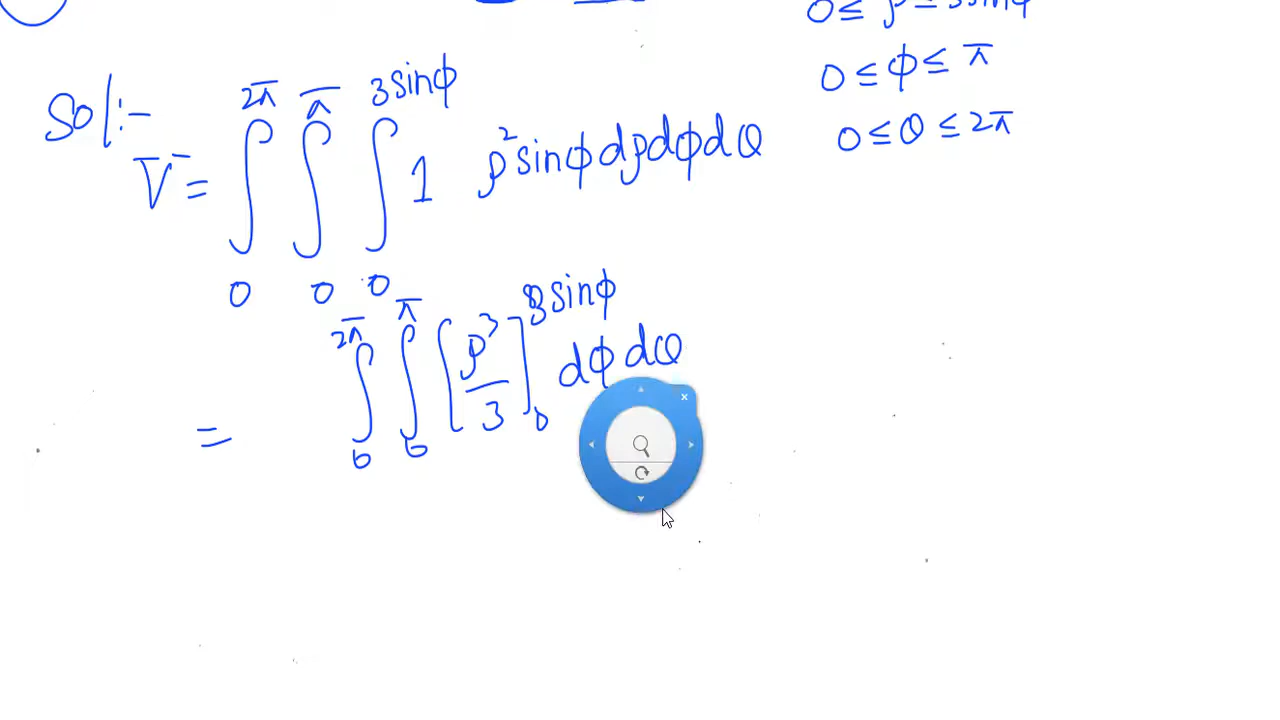 0 ≤ ρ ≤ 3sinφ
0 ≤ φ ≤ π
0 ≤ θ ≤ 2π
Sol:-
V = ∫₀^{2π} ∫₀^{π} ∫₀^{3sinφ} 1 ρ² sinφ dρ dφ dθ
= ∫₀^{2π} ∫₀^{π} [ρ³/3]₀^{3sinφ} dφ dθ